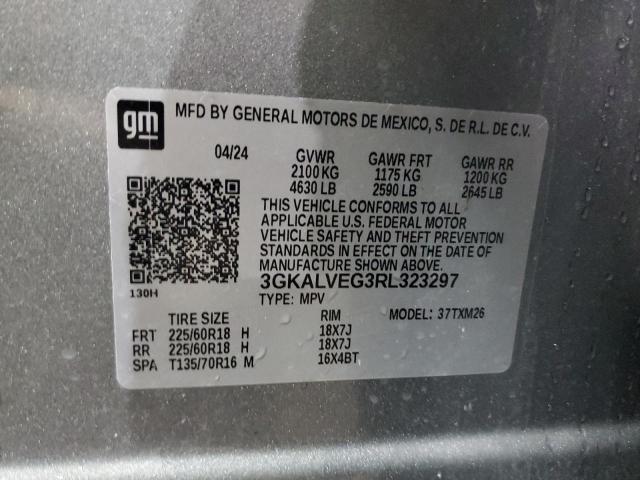 gm
MFD BY GENERAL MOTORS DE MEXICO, S. DE R.L. DE C.V.
04/24 GVWR GAWR FRT GAWR RR
2100 KG 1175 KG 1200 KG
4630 LB 2590 LB 2645 LB
THIS VEHICLE CONFORMS TO ALL
APPLICABLE U.S. FEDERAL MOTOR
VEHICLE SAFETY AND THEFT PREVENTION
STANDARDS IN EFFECT ON THE DATE OF
MANUFACTURE SHOWN ABOVE.
130H 3GKALVEG3RL323297
TYPE: MPV
TIRE SIZE RIM MODEL: 37TXM26
FRT 225/60R18 H 18X7J
RR 225/60R18 H 18X7J
SPA T135/70R16 M 16X4BT